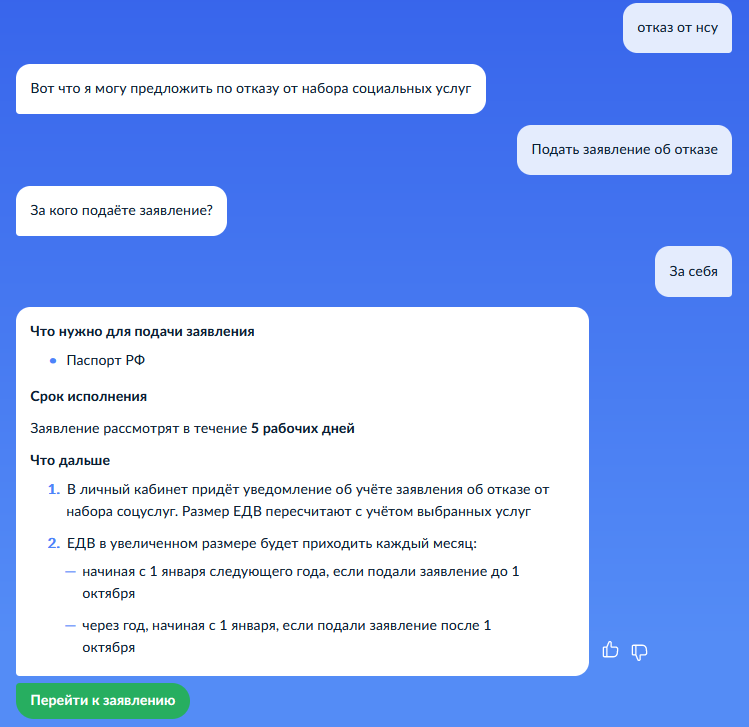 отказ от нсу
Вот что я могу предложить по отказу от набора социальных услуг
Подать заявление об отказе
За кого подаёте заявление?
За себя
Что нужно для подачи заявления
• Паспорт РФ
Срок исполнения
Заявление рассмотрят в течение 5 рабочих дней
Что дальше
1. В личный кабинет придёт уведомление об учёте заявления об отказе от
набора соцуслуг. Размер ЕДВ пересчитают с учётом выбранных услуг
2. ЕДВ в увеличенном размере будет приходить каждый месяц:
— начиная с 1 января следующего года, если подали заявление до 1
октября
— через год, начиная с 1 января, если подали заявление после 1
октября
Перейти к заявлению